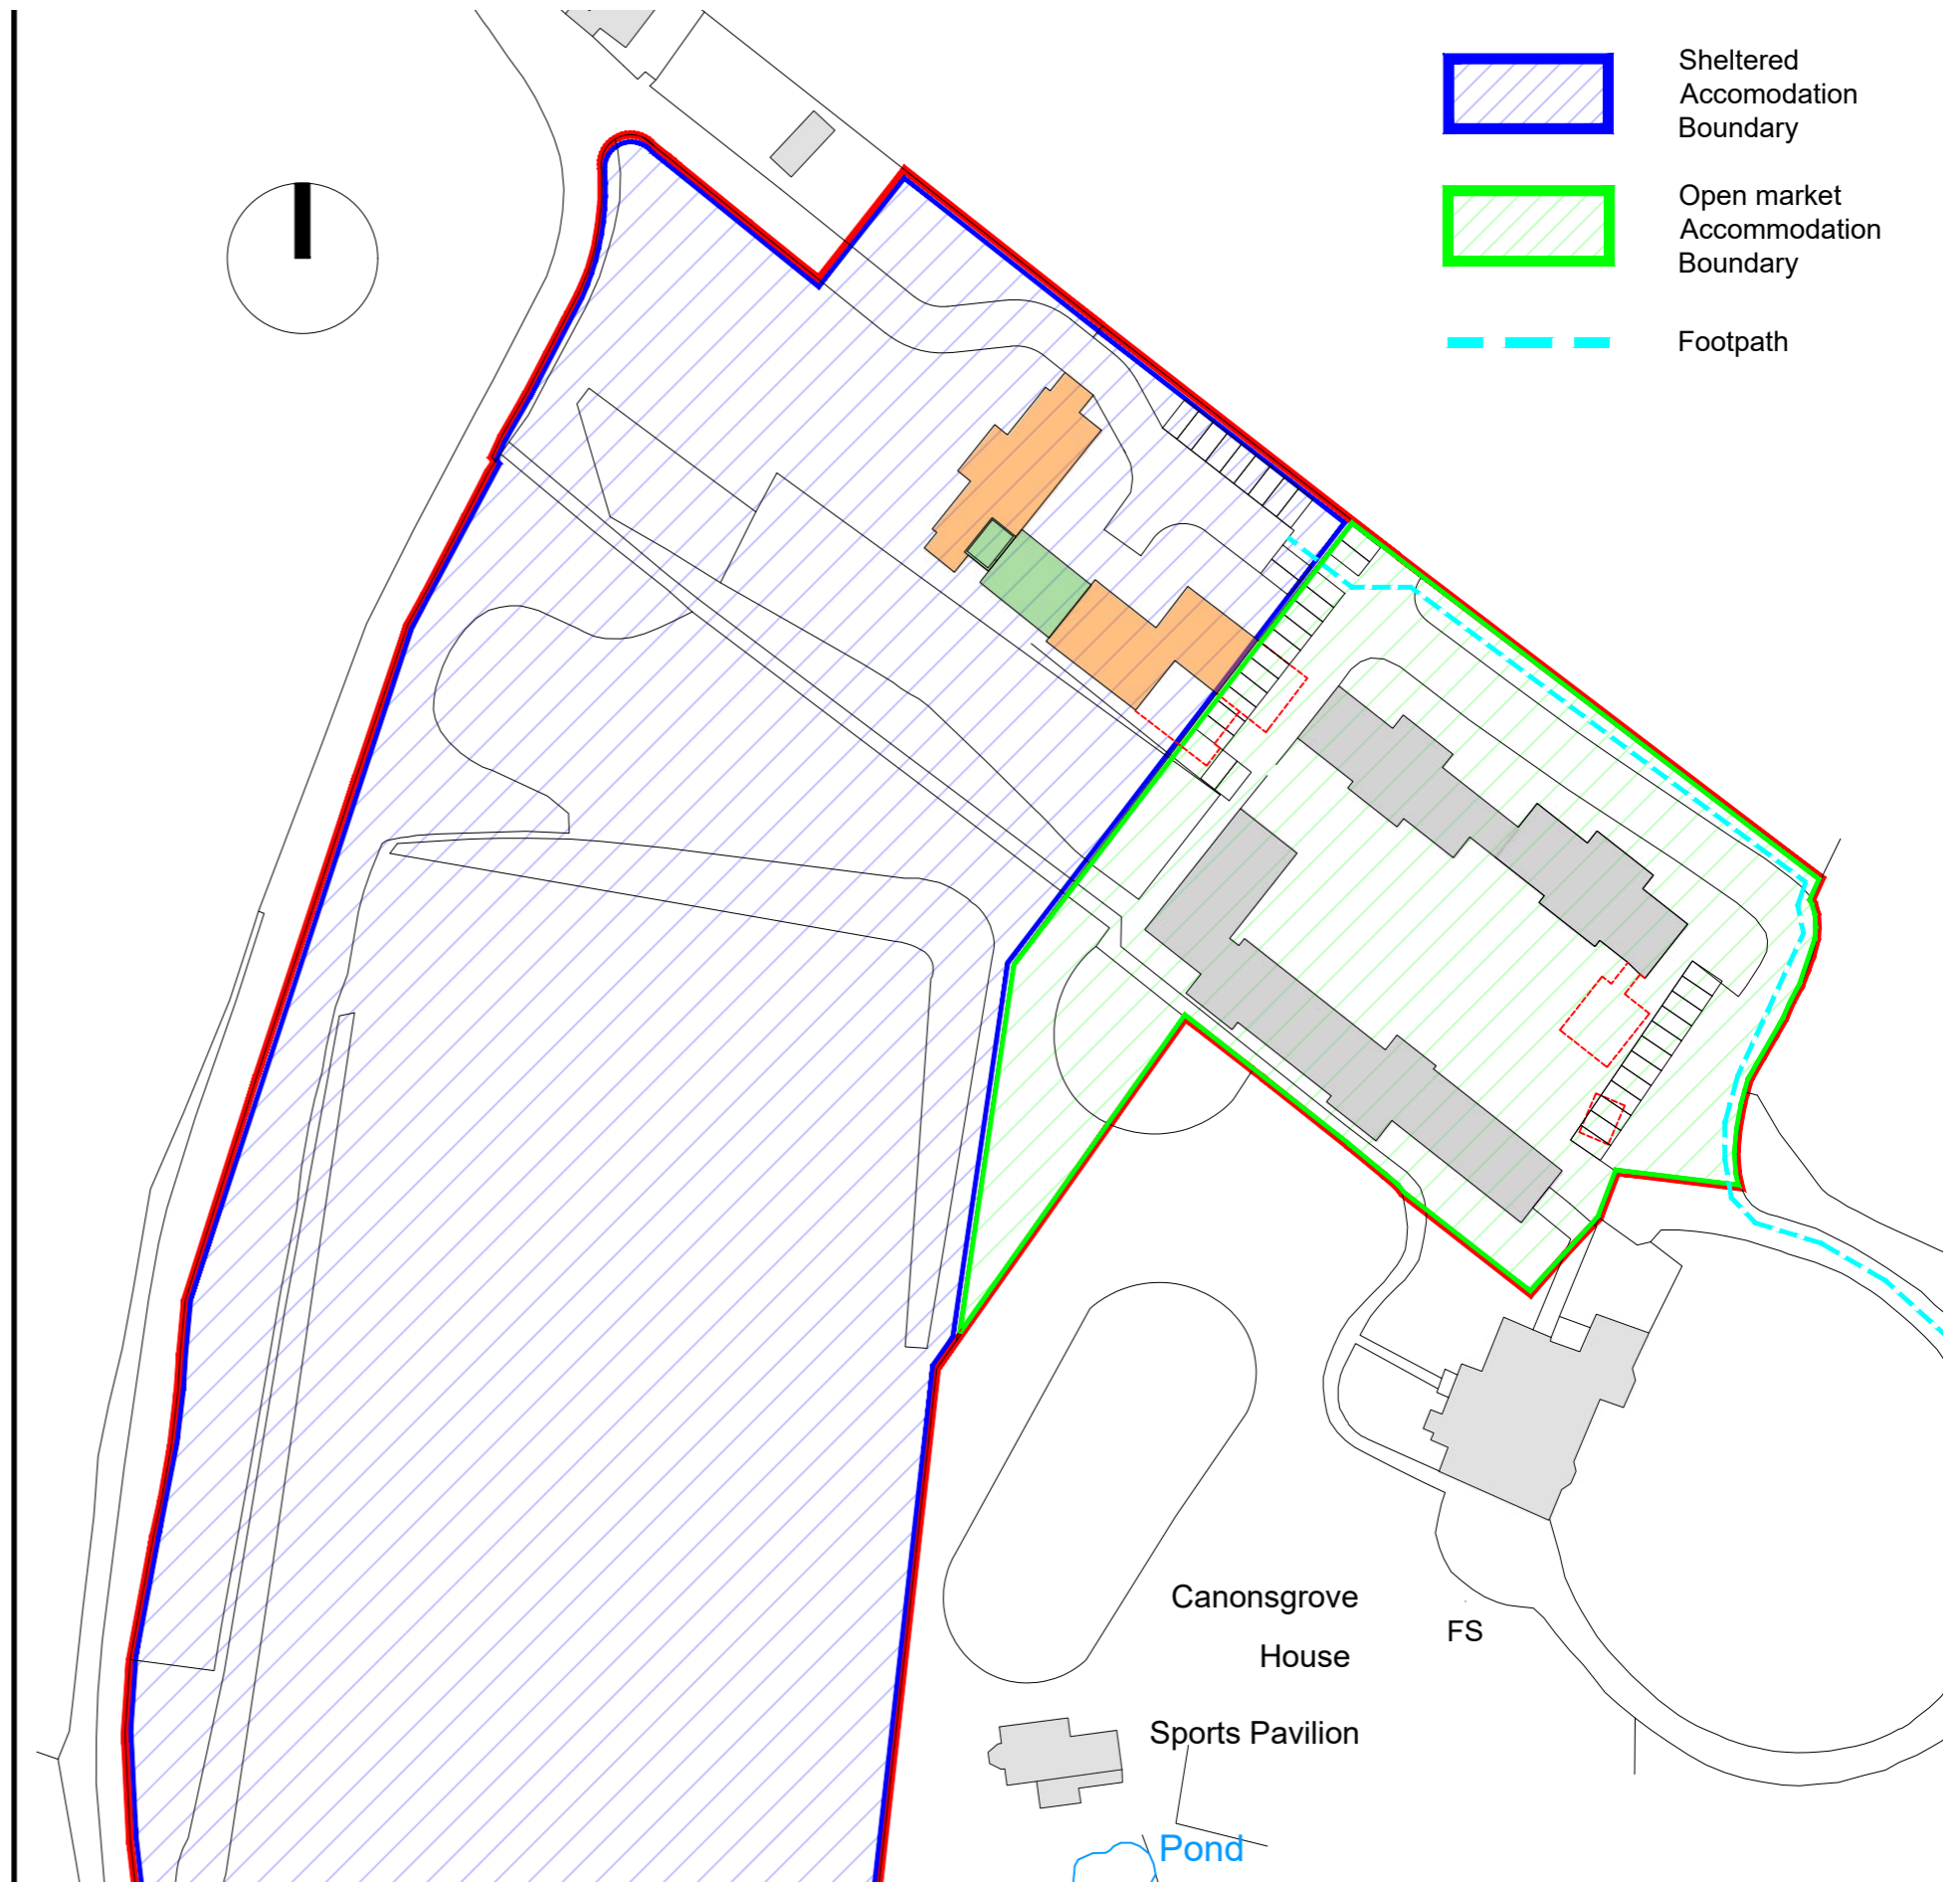 Sheltered
Accomodation
Boundary
Open market
Accommodation
Boundary
Footpath
Canonsgrove
House
FS
Sports Pavilion
Pond